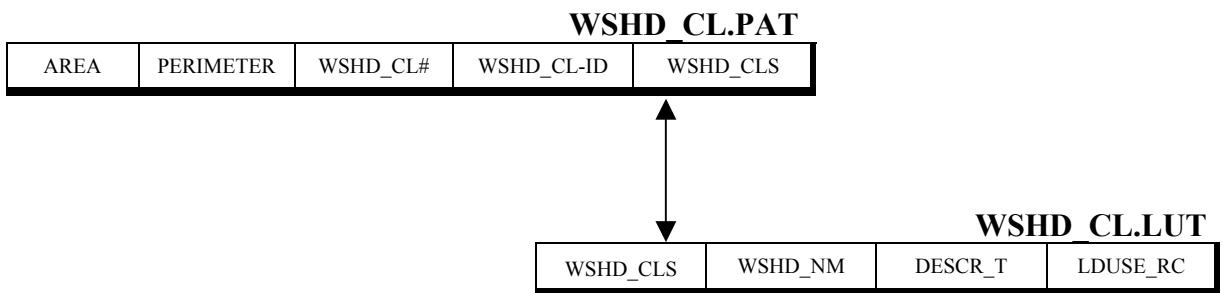 WSHD_CL.PAT
AREA PERIMETER WSHD_CL# WSHD_CL-ID WSHD_CLS
WSHD_CL.LUT
WSHD_CLS WSHD_NM DESCR_T LDUSE_RC